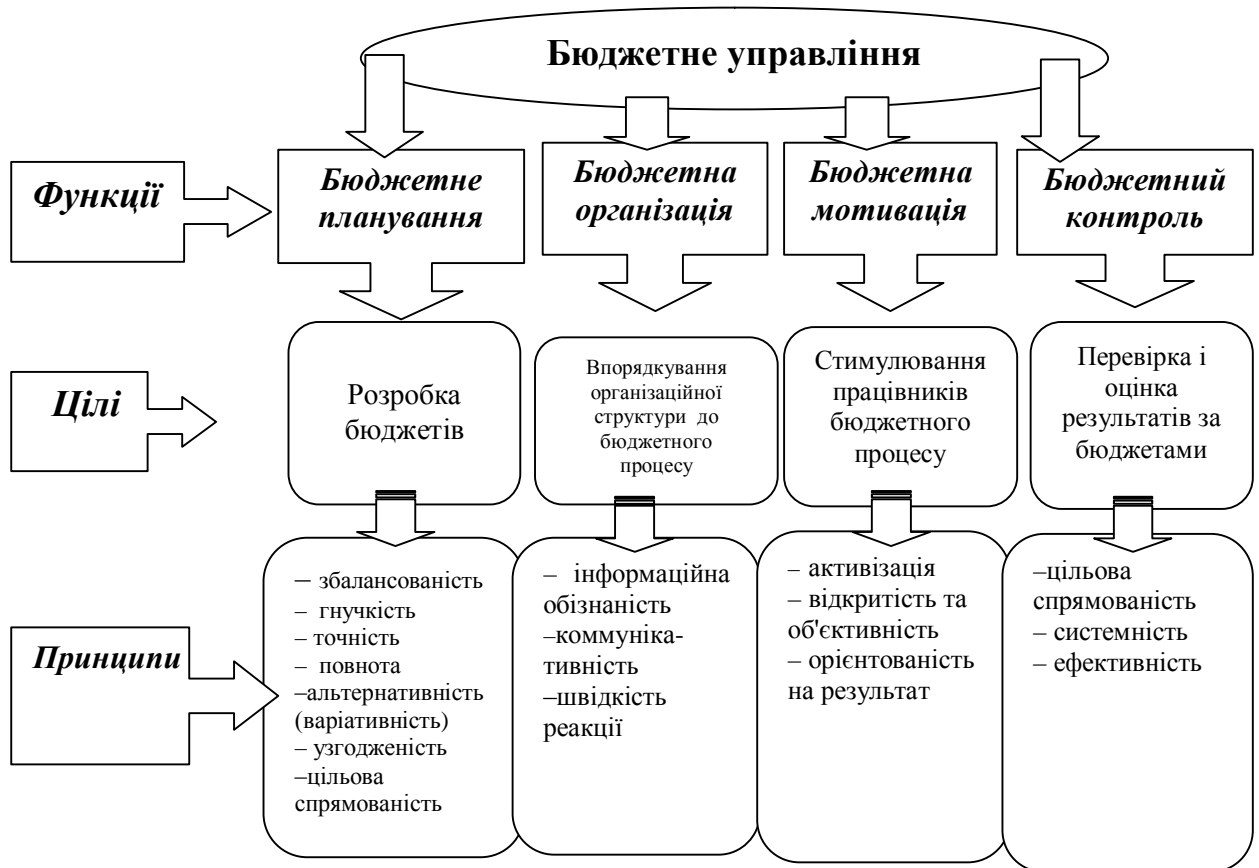 Бюджетне управління
Функції
Бюджетне
планування
Бюджетна
організація
Бюджетна
мотивація
Бюджетний
контроль
Цілі
Розробка
бюджетів
Впорядкування
організаційної
структури до
бюджетного
процесу
Стимулювання
працівників
бюджетного
процесу
Перевірка і
оцінка
результатів за
бюджетами
Принципи
– збалансованість
– гнучкість
– точність
– повнота
–альтернативність
(варіативність)
– узгодженість
–цільова
спрямованість
– інформаційна
обізнаність
–коммуніка-
тивність
–швідкість
реакції
– активізація
– відкритість та
об'єктивність
– орієнтованість
на результат
–цільова
спрямованість
– системність
– ефективність